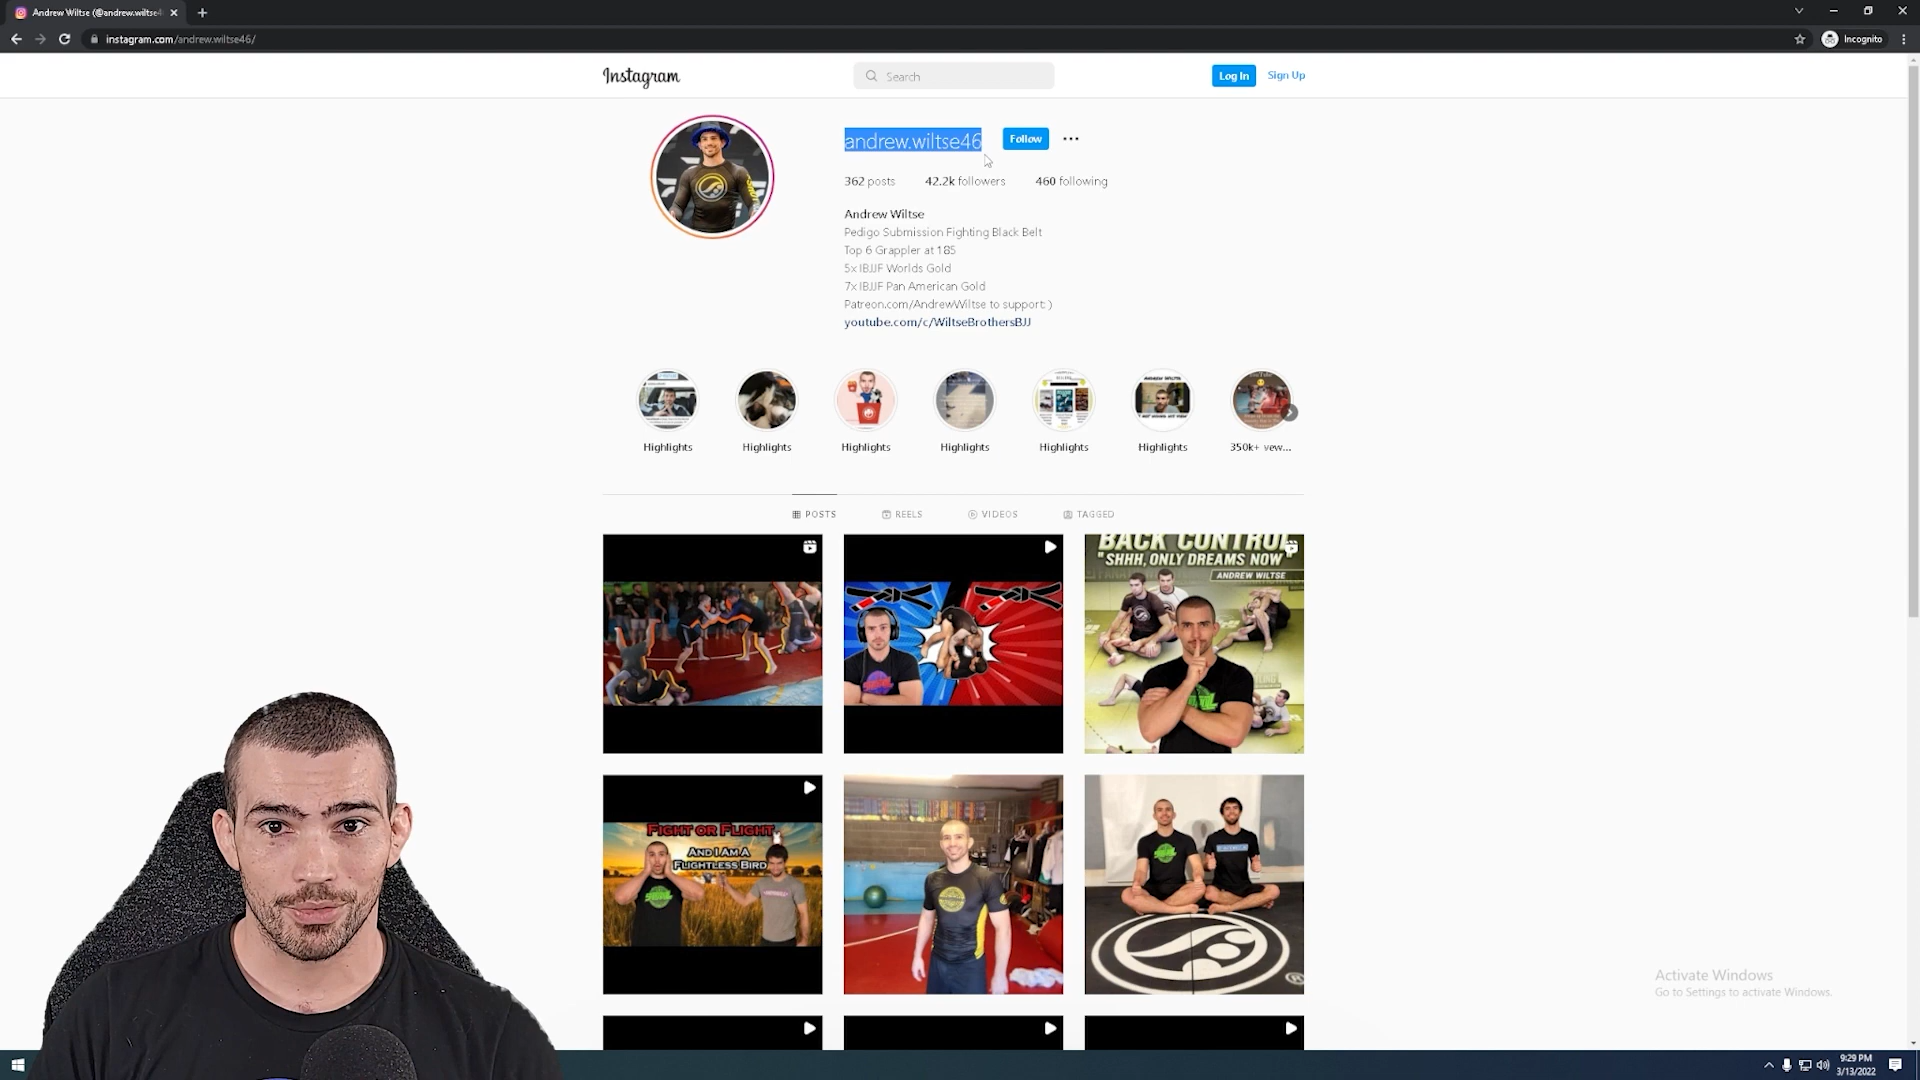 Andrew Wiltse (@andrew.wiltse4
instagram.com/andrew.wiltse46/
Incognito
Instagram
Search
Log In
Sign Up
andrew.wiltse46
Follow
362 posts
42.2k followers
460 following
Andrew Wiltse
Pedigo Submission Fighting Black Belt
Top 6 Grappler at 185
5x IBJJF Worlds Gold
7x IBJJF Pan American Gold
Patreon.com/AndrewWiltse to support:)
youtube.com/c/WiltseBrothersBJJ
Highlights
Highlights
Highlights
Highlights
Highlights
Highlights
350k+ vew...
POSTS
REELS
VIDEOS
TAGGED
BACK CONTROL
"SHHH, ONLY DREAMS NOW"
ANDREW WILTSE
FIGHT OR FLIGHT
AND I AM A
FLIGHTLESS BIRD
Activate Windows
Go to Settings to activate Windows.
9:29 PM
3/13/2022